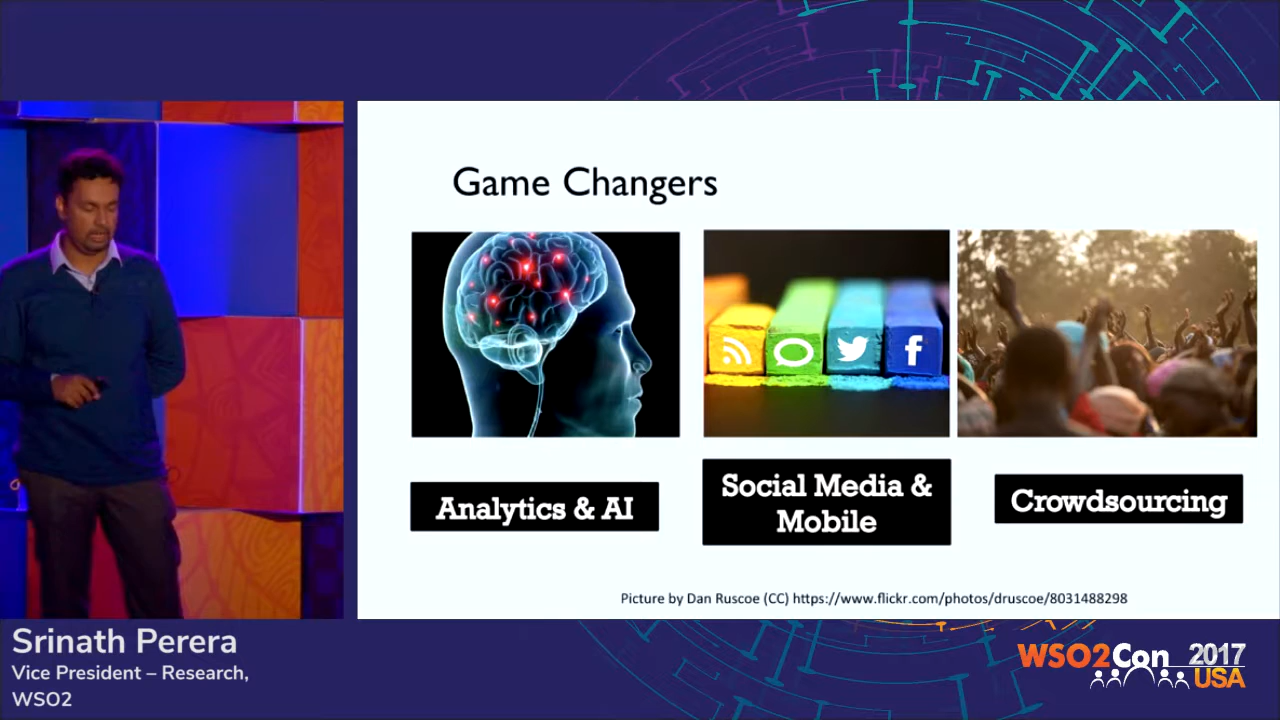 Game Changers
Analytics & AI
Social Media &
Mobile
Crowdsourcing
Picture by Dan Ruscoe (CC) https://www.flickr.com/photos/druscoe/8031488298
Srinath Perera
Vice President – Research,
WSO2
WSO2Con 2017
USA